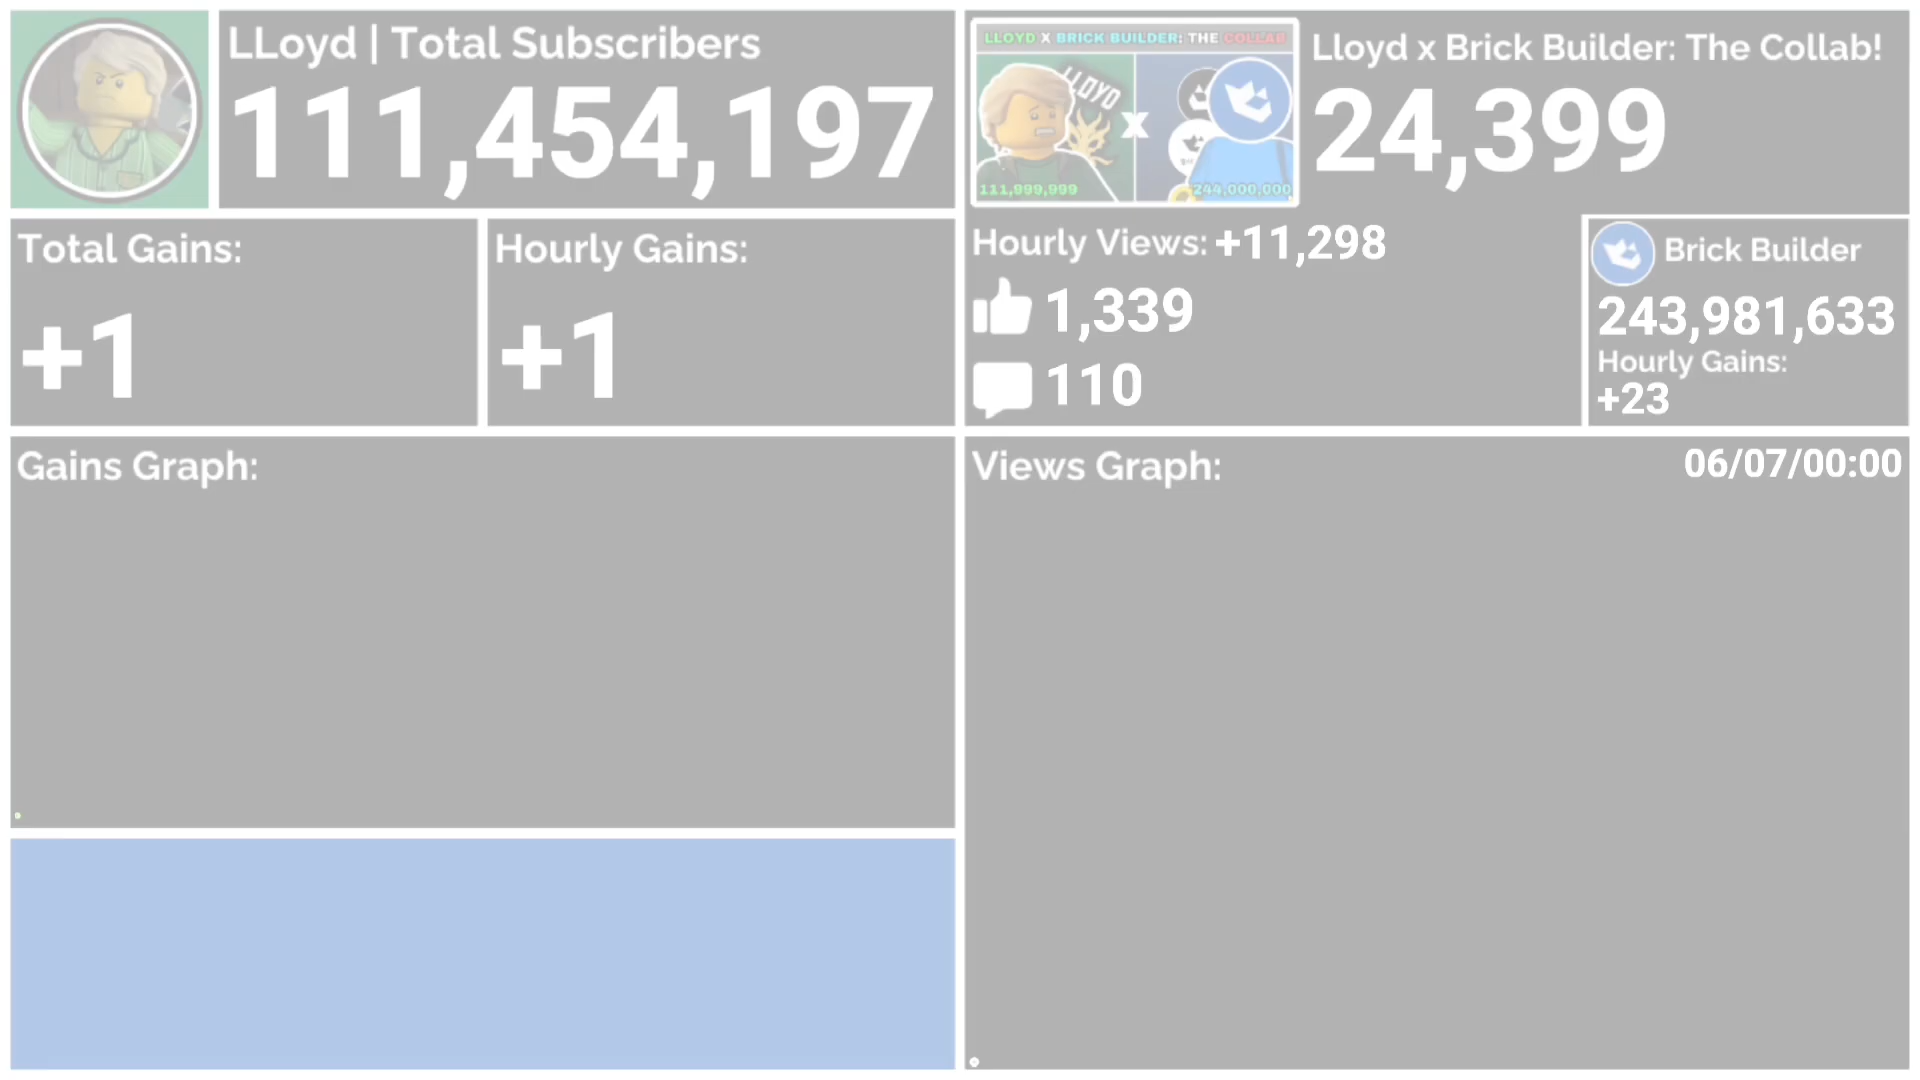 LLoyd | Total Subscribers
111,454,197
Total Gains:
+1
Hourly Gains:
+1
Gains Graph:
LLOYD X BRICK BUILDER: THE COLLAB
LLOYD
X
111,999,999
244,000,000
Lloyd x Brick Builder: The Collab!
24,399
Hourly Views: +11,298
1,339
110
Brick Builder
243,981,633
Hourly Gains:
+23
Views Graph:
06/07/00:00